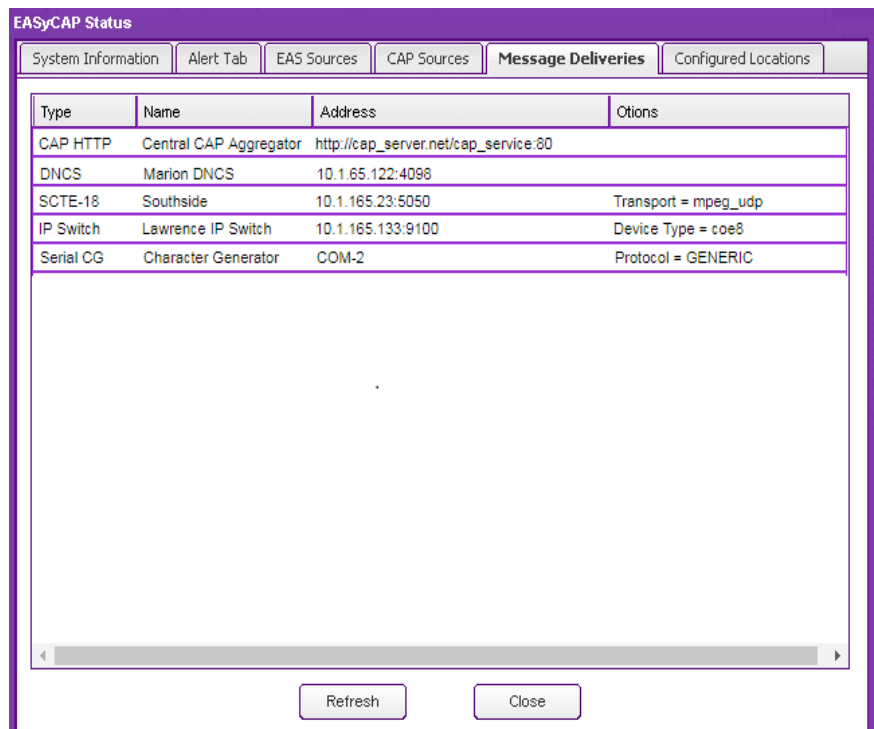 EASyCAP Status
System Information Alert Tab EAS Sources CAP Sources Message Deliveries Configured Locations
Type Name Address Otions
CAP HTTP Central CAP Aggregator http://cap_server.net/cap_service:80
DNCS Marion DNCS 10.1.65.122:4098
SCTE-18 Southside 10.1.165.23:5050 Transport = mpeg_udp
IP Switch Lawrence IP Switch 10.1.165.133:9100 Device Type = coe8
Serial CG Character Generator COM-2 Protocol = GENERIC
Refresh Close